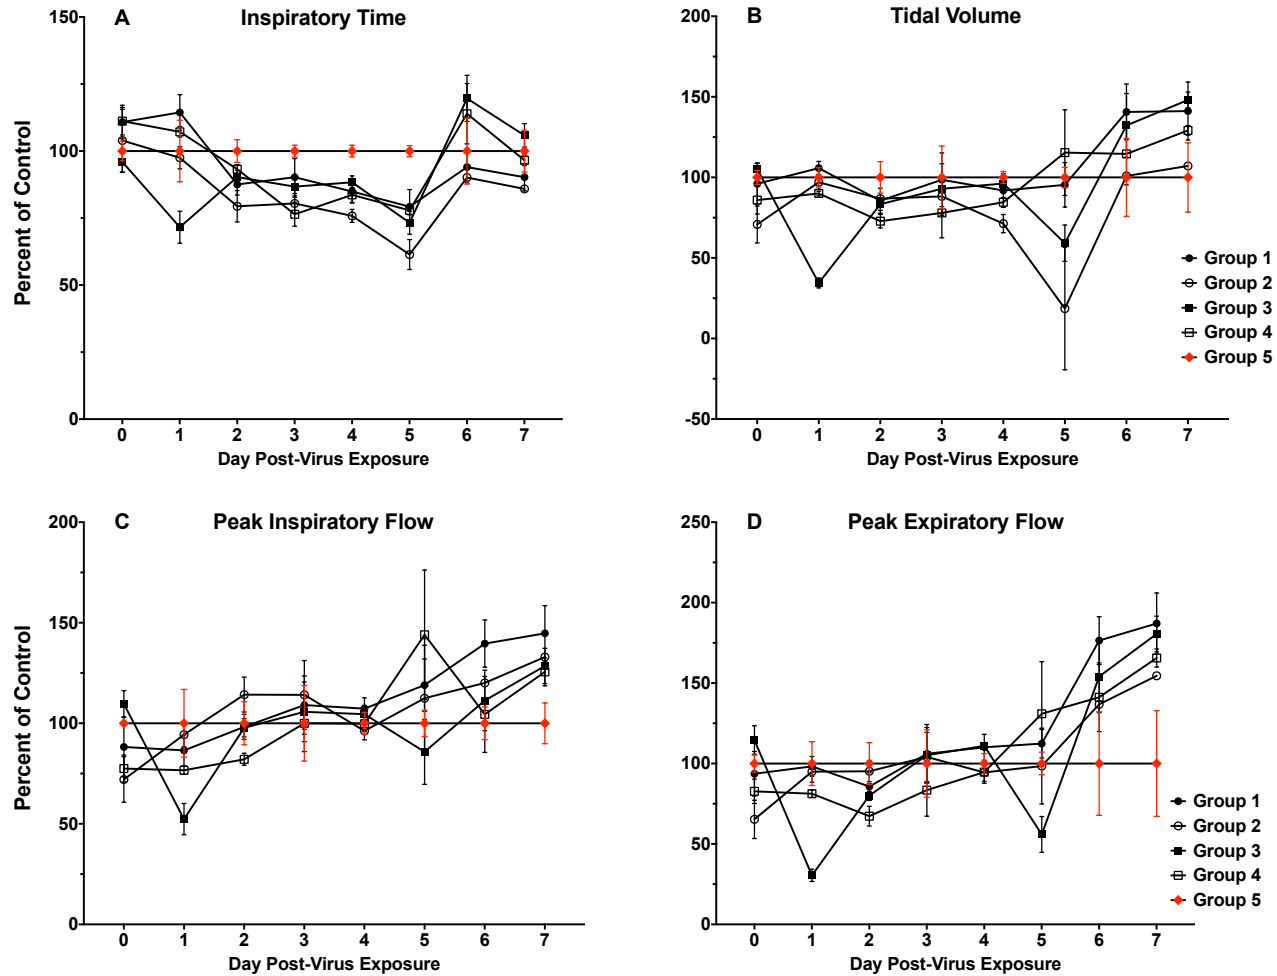 A Inspiratory Time
Percent of Control
150
100
50
0
0 1 2 3 4 5 6 7
Day Post-Virus Exposure
B Tidal Volume
200
150
100
50
0
-50
0 1 2 3 4 5 6 7
Day Post-Virus Exposure
Group 1
Group 2
Group 3
Group 4
Group 5
C Peak Inspiratory Flow
Percent of Control
200
150
100
50
0
0 1 2 3 4 5 6 7
Day Post-Virus Exposure
D Peak Expiratory Flow
250
200
150
100
50
0
0 1 2 3 4 5 6 7
Day Post-Virus Exposure
Group 1
Group 2
Group 3
Group 4
Group 5